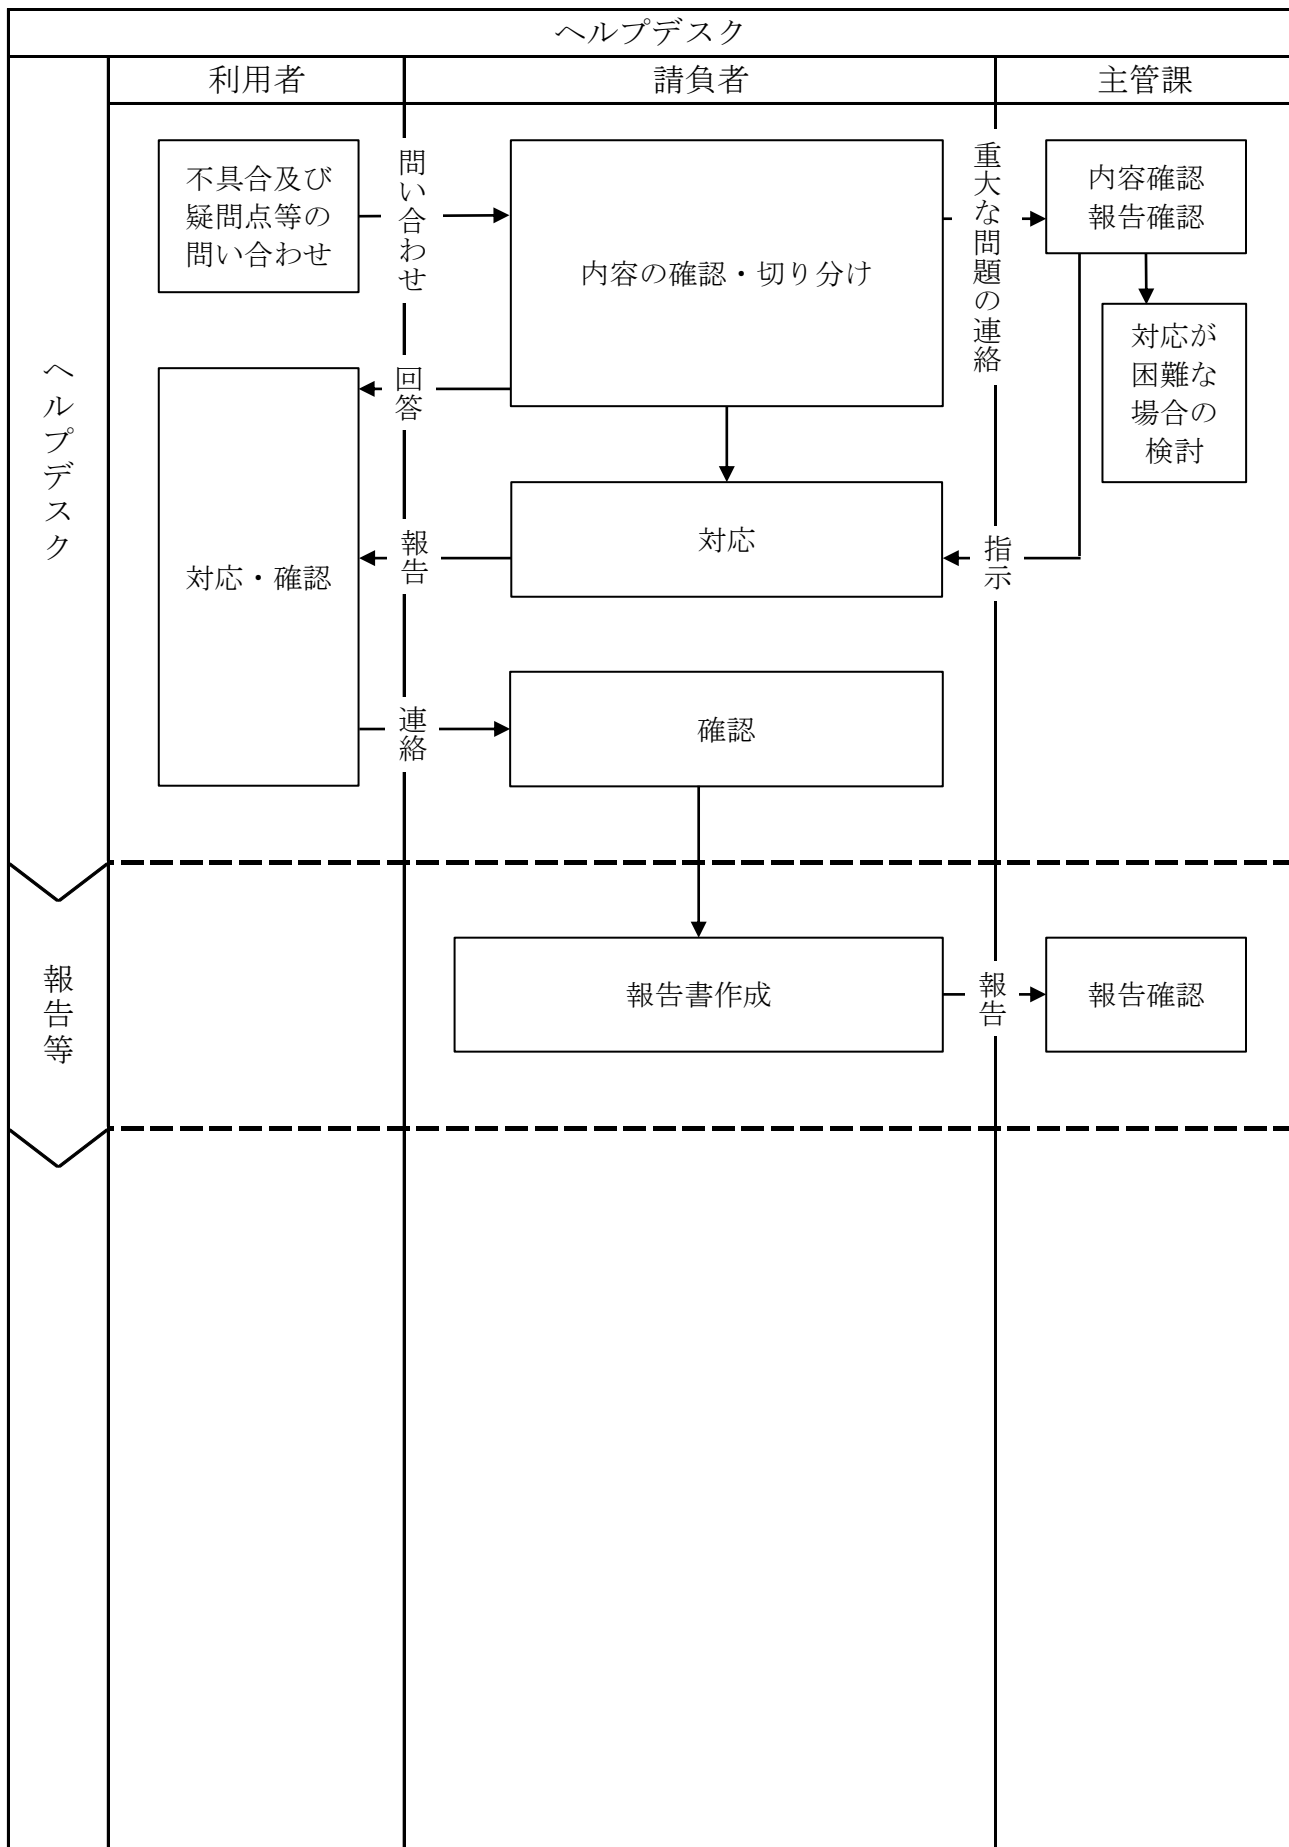 ヘルプデスク
利用者
請負者
主管課
ヘルプデスク
不具合及び
疑問点等の
問い合わせ
問い合わせ
内容の確認・切り分け
重大な問題の連絡
内容確認
報告確認
対応が
困難な
場合の
検討
回答
対応・確認
報告
対応
指示
連絡
確認
報告等
報告書作成
報告
報告確認